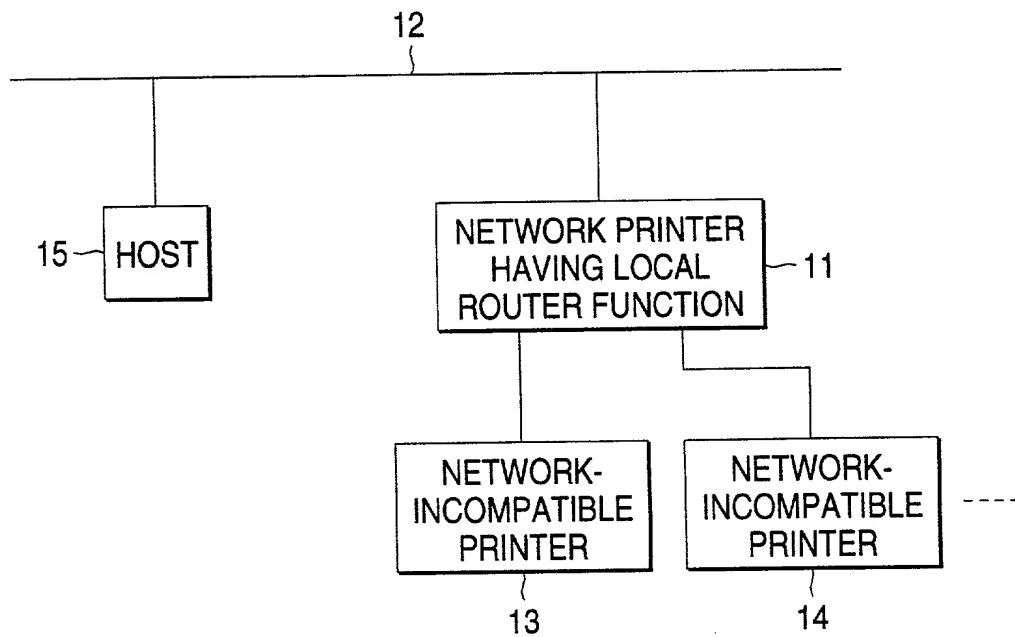 12
15
HOST
NETWORK PRINTER
HAVING LOCAL
ROUTER FUNCTION
11
NETWORK-
INCOMPATIBLE
PRINTER
13
NETWORK-
INCOMPATIBLE
PRINTER
14